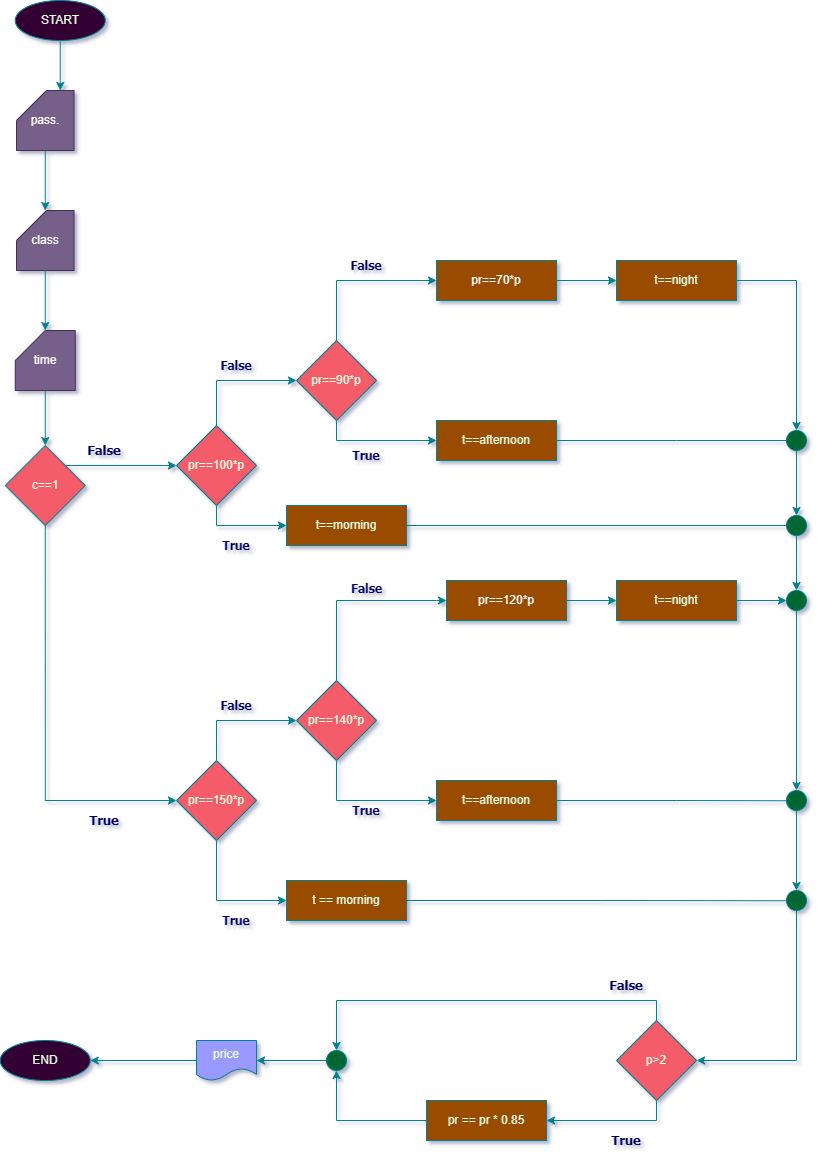 START
pass.
class
time
c==1
False
True
pr==100*p
False
True
pr==90*p
False
True
pr==70*p
t==night
t==afternoon
t==morning
pr==150*p
False
True
pr==140*p
False
True
pr==120*p
t==night
t==afternoon
t == morning
p>2
False
True
pr == pr * 0.85
price
END